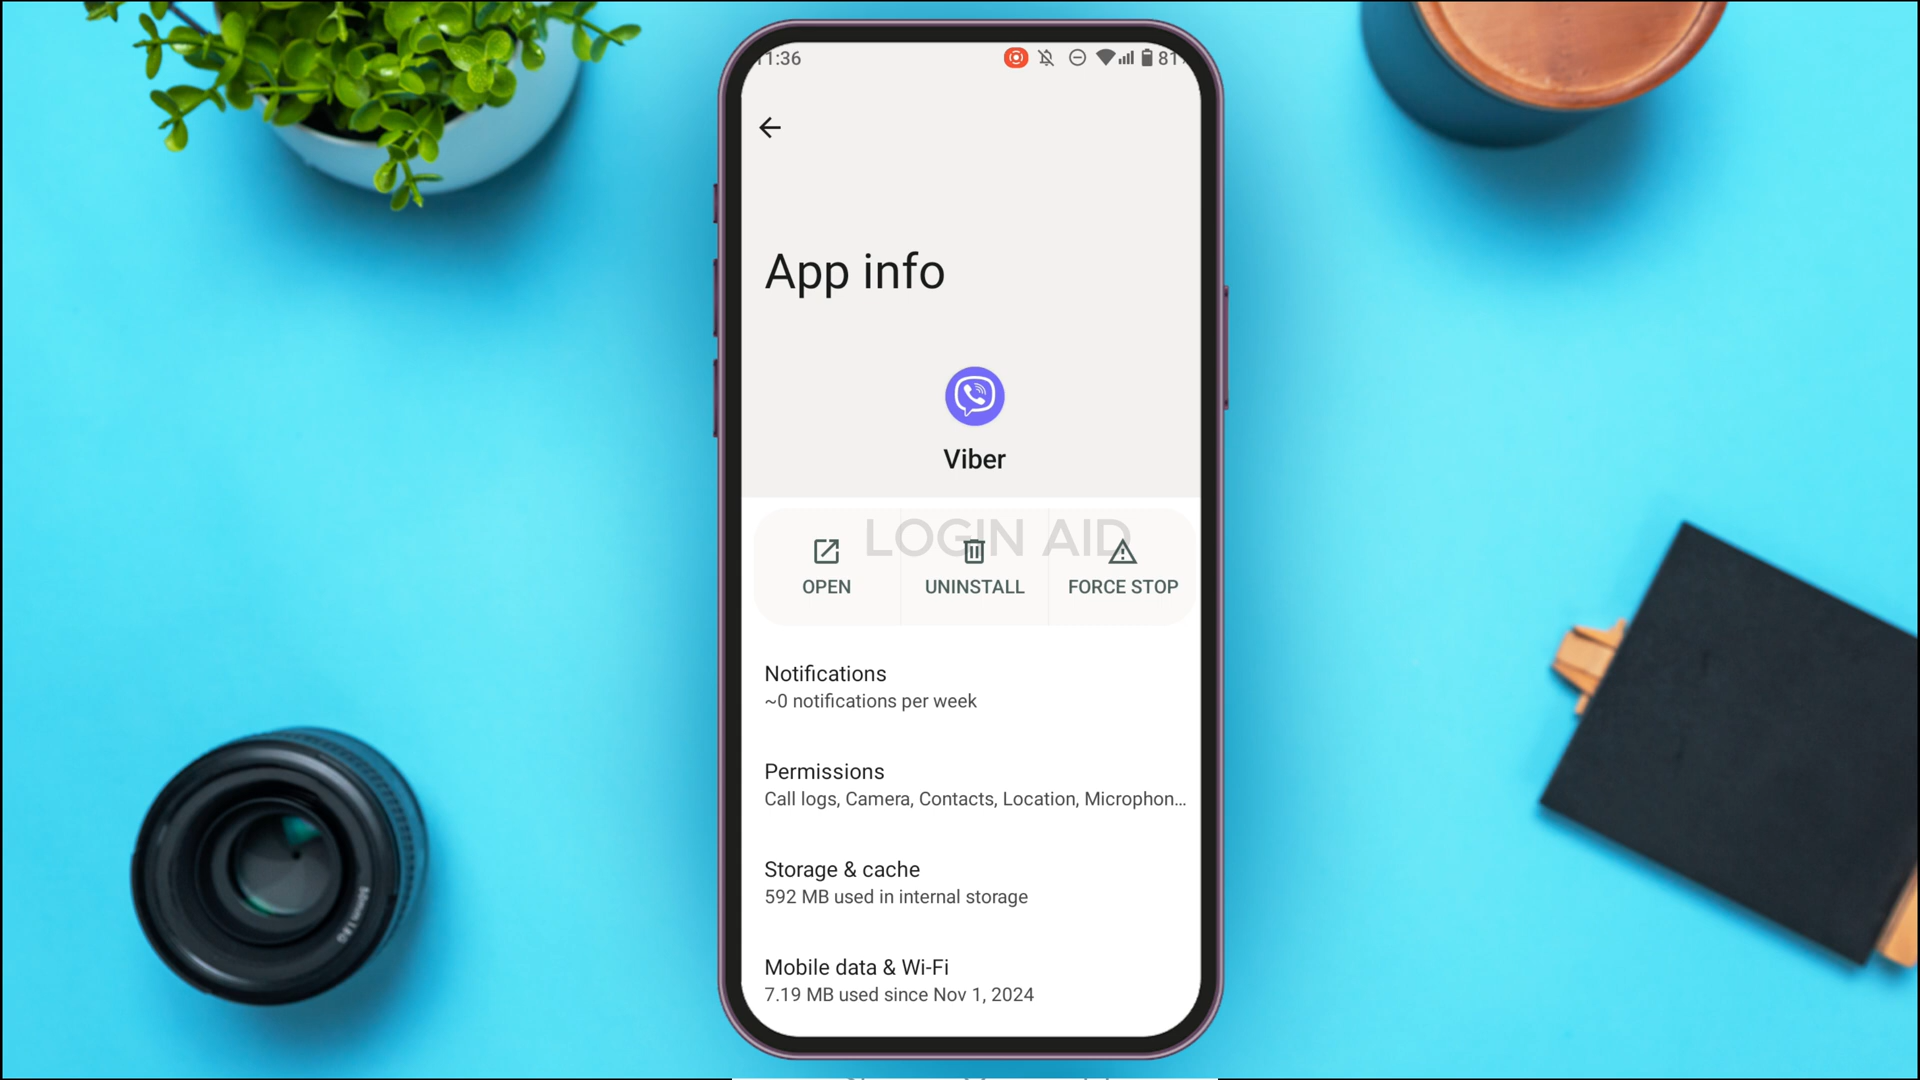 11:36
81
App info
Viber
LOGIN AID
OPEN
UNINSTALL
FORCE STOP
Notifications
~0 notifications per week
Permissions
Call logs, Camera, Contacts, Location, Microphon...
Storage & cache
592 MB used in internal storage
Mobile data & Wi-Fi
7.19 MB used since Nov 1, 2024